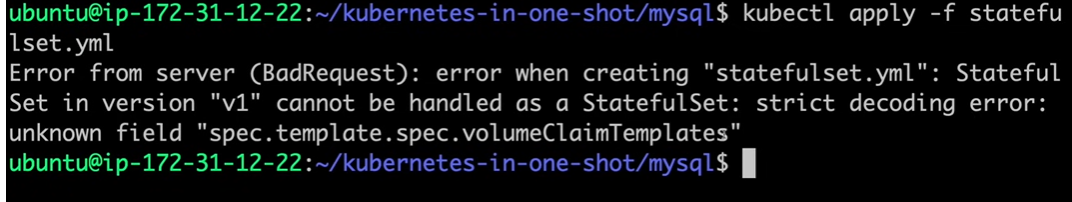 ubuntu@ip-172-31-12-22:~/kubernetes-in-one-shot/mysql$ kubectl apply -f statefu
lset.yml
Error from server (BadRequest): error when creating "statefulset.yml": Stateful
Set in version "v1" cannot be handled as a StatefulSet: strict decoding error:
unknown field "spec.template.spec.volumeClaimTemplates"
ubuntu@ip-172-31-12-22:~/kubernetes-in-one-shot/mysql$